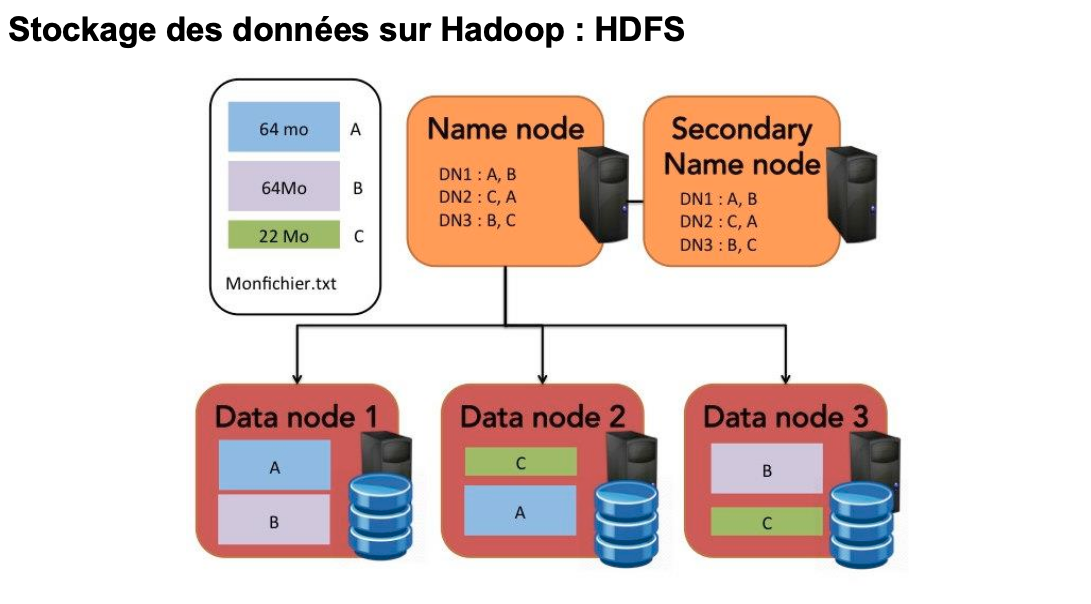 Stockage des données sur Hadoop : HDFS
64 mo
A
64Mo
B
22 Mo
C
Monfichier.txt
Name node
DN1 : A, B
DN2 : C, A
DN3 : B, C
Secondary
Name node
DN1 : A, B
DN2 : C, A
DN3 : B, C
Data node 1
A
B
Data node 2
C
A
Data node 3
B
C